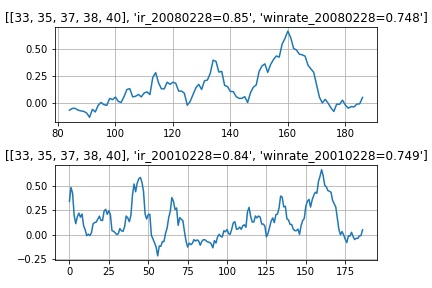 [[33, 35, 37, 38, 40], 'ir_20080228=0.85', 'winrate_20080228=0.748']
0.50
0.25
0.00
80 100 120 140 160 180
[[33, 35, 37, 38, 40], 'ir_20010228=0.84', 'winrate_20010228=0.749']
0.50
0.25
0.00
−0.25
0 25 50 75 100 125 150 175